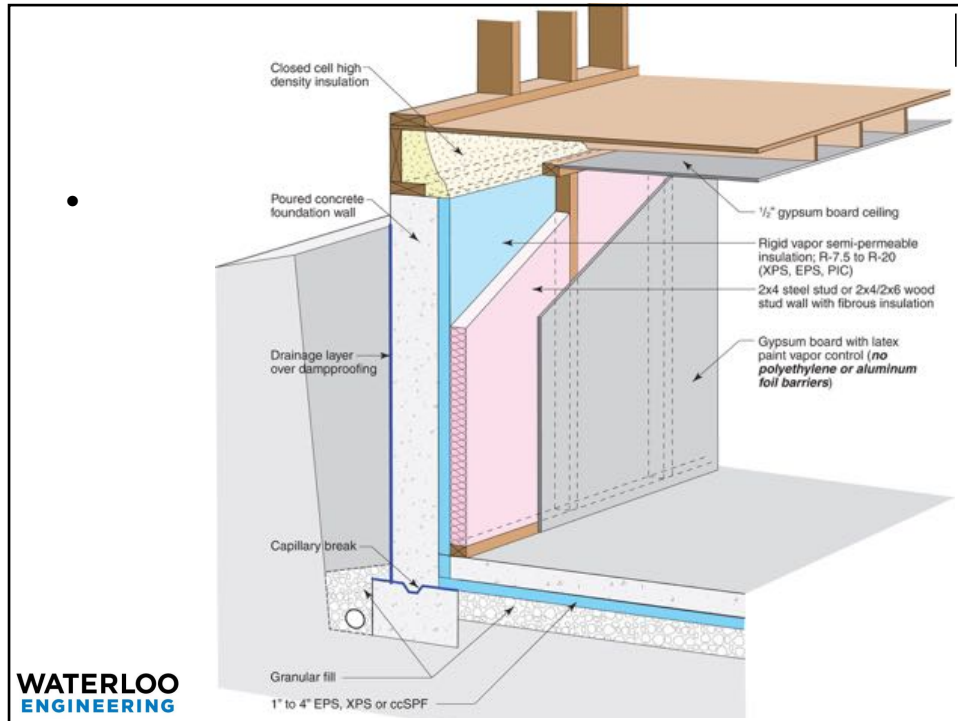 Closed cell high
density insulation
•
Poured concrete
foundation wall
½" gypsum board ceiling
Rigid vapor semi-permeable
insulation; R-7.5 to R-20
(XPS, EPS, PIC)
2x4 steel stud or 2x4/2x6 wood
stud wall with fibrous insulation
Drainage layer
over dampproofing
Gypsum board with latex
paint vapor control (no
polyethylene or aluminum
foil barriers)
Capillary break
Granular fill
1" to 4" EPS, XPS or ccSPF
WATERLOO
ENGINEERING